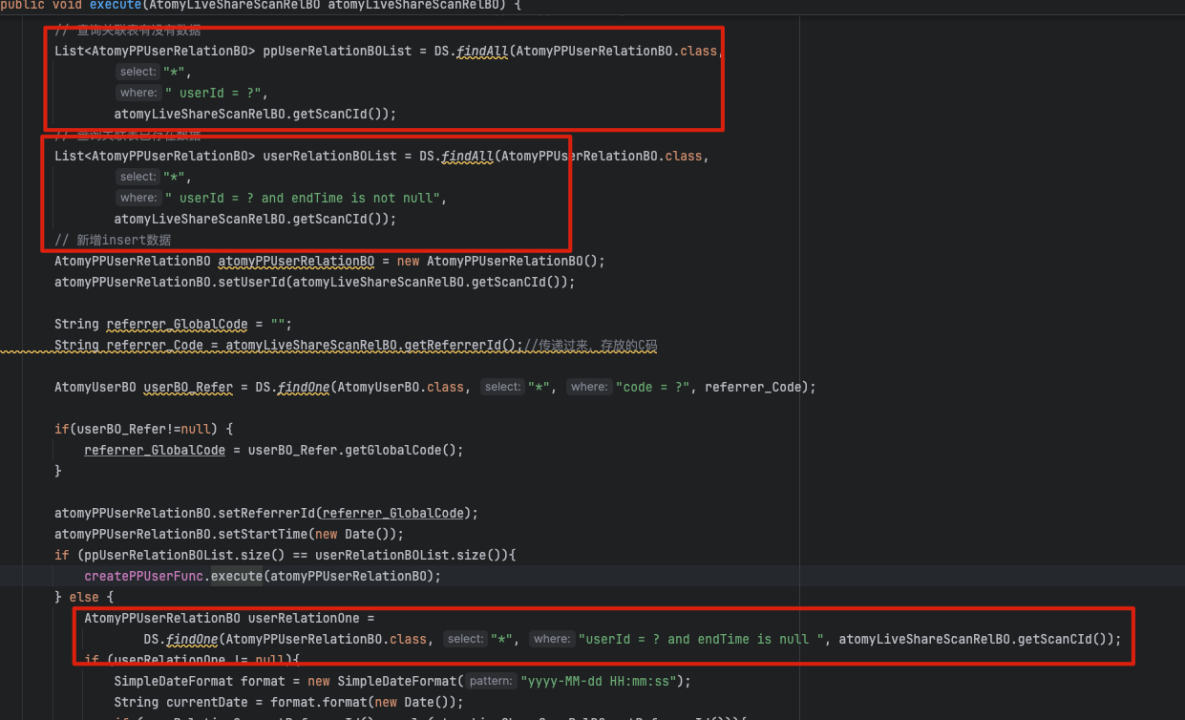 public void execute(AtomyLiveShareScanRelBO atomyLiveShareScanRelBO) {
// 查询关联表有没有数据
List<AtomyPPUserRelationBO> ppUserRelationBOList = DS.findAll(AtomyPPUserRelationBO.class,
select: "*",
where: " userId = ?",
atomyLiveShareScanRelBO.getScanCId());
// 查询关联表已存在数据
List<AtomyPPUserRelationBO> userRelationBOList = DS.findAll(AtomyPPUserRelationBO.class,
select: "*",
where: " userId = ? and endTime is not null",
atomyLiveShareScanRelBO.getScanCId());
// 新增insert数据
AtomyPPUserRelationBO atomyPPUserRelationBO = new AtomyPPUserRelationBO();
atomyPPUserRelationBO.setUserId(atomyLiveShareScanRelBO.getScanCId());
String referrer_GlobalCode = "";
String referrer_Code = atomyLiveShareScanRelBO.getReferrerId();//传递过来，存放的C码
AtomyUserBO userBO_Refer = DS.findOne(AtomyUserBO.class, select: "*", where: "code = ?", referrer_Code);
if(userBO_Refer!=null) {
referrer_GlobalCode = userBO_Refer.getGlobalCode();
}
atomyPPUserRelationBO.setReferrerId(referrer_GlobalCode);
atomyPPUserRelationBO.setStartTime(new Date());
if (ppUserRelationBOList.size() == userRelationBOList.size()){
createPPUserFunc.execute(atomyPPUserRelationBO);
} else {
AtomyPPUserRelationBO userRelationOne =
DS.findOne(AtomyPPUserRelationBO.class, select: "*", where: "userId = ? and endTime is null ", atomyLiveShareScanRelBO.getScanCId());
if (userRelationOne != null){
SimpleDateFormat format = new SimpleDateFormat( pattern: "yyyy-MM-dd HH:mm:ss");
String currentDate = format.format(new Date());